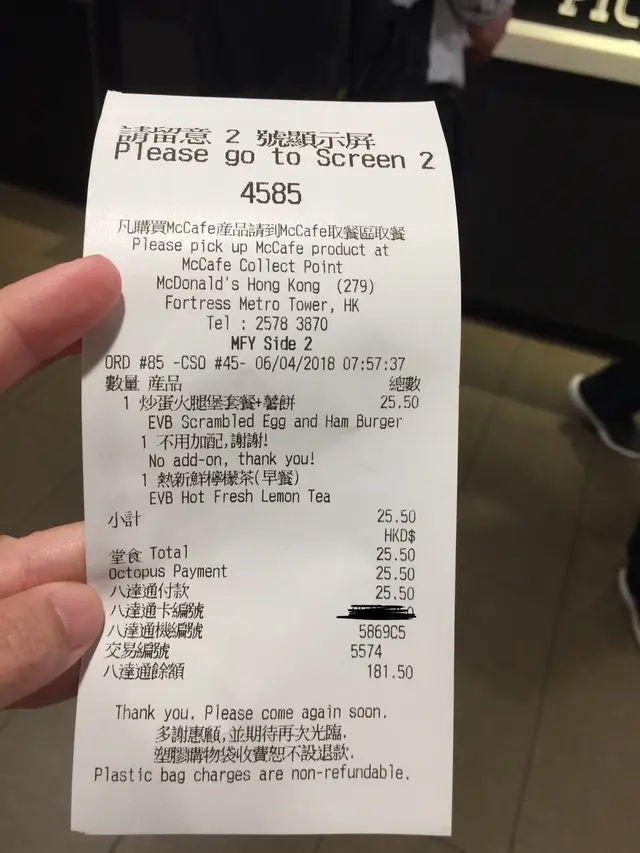 請留意 2 號顯示屏
Please go to Screen 2
4585
凡購買McCafe產品請到McCafe取餐區取餐
Please pick up McCafe product at
McCafe Collect Point
McDonald's Hong Kong (279)
Fortress Metro Tower, HK
Tel : 2578 3870
MFY Side 2
ORD #85 -CSO #45- 06/04/2018 07:57:37
數量 產品 總數
1 炒蛋火腿堡套餐+薯餅 25.50
EVB Scrambled Egg and Ham Burger
1 不用加配,謝謝!
No add-on, thank you!
1 熱新鮮檸檬茶(早餐)
EVB Hot Fresh Lemon Tea
小計 25.50
HKD$
堂食 Total 25.50
Octopus Payment 25.50
八達通付款 25.50
八達通卡編號
八達通機編號 5869C5
交易編號 5574
八達通餘額 181.50
Thank you. Please come again soon.
多謝惠顧,並期待再次光臨.
塑膠購物袋收費恕不設退款.
Plastic bag charges are non-refundable.